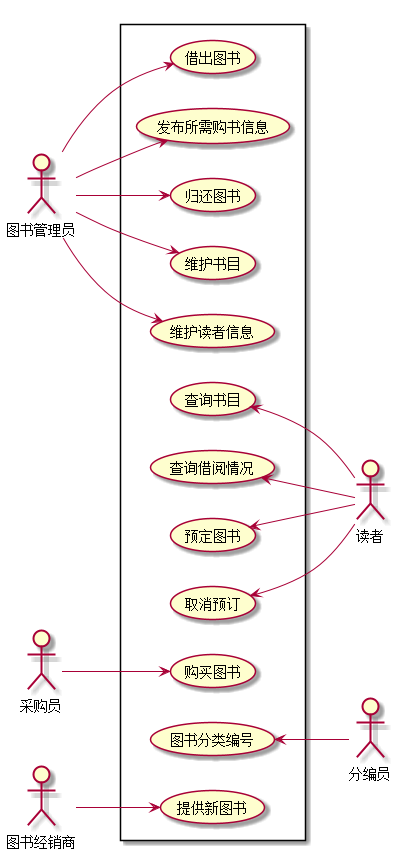 借出图书
发布所需购书信息
归还图书
图书管理员
维护书目
维护读者信息
查询书目
查询借阅情况
预定图书
读者
取消预订
购买图书
采购员
图书分类编号
分编员
提供新图书
图书经销商